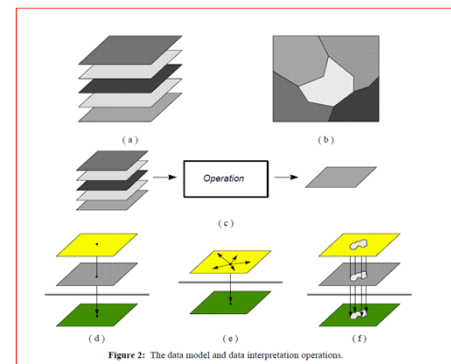 ( a )
( b )
Operation
( c )
( d )
( e )
( f )
Figure 2: The data model and data interpretation operations.